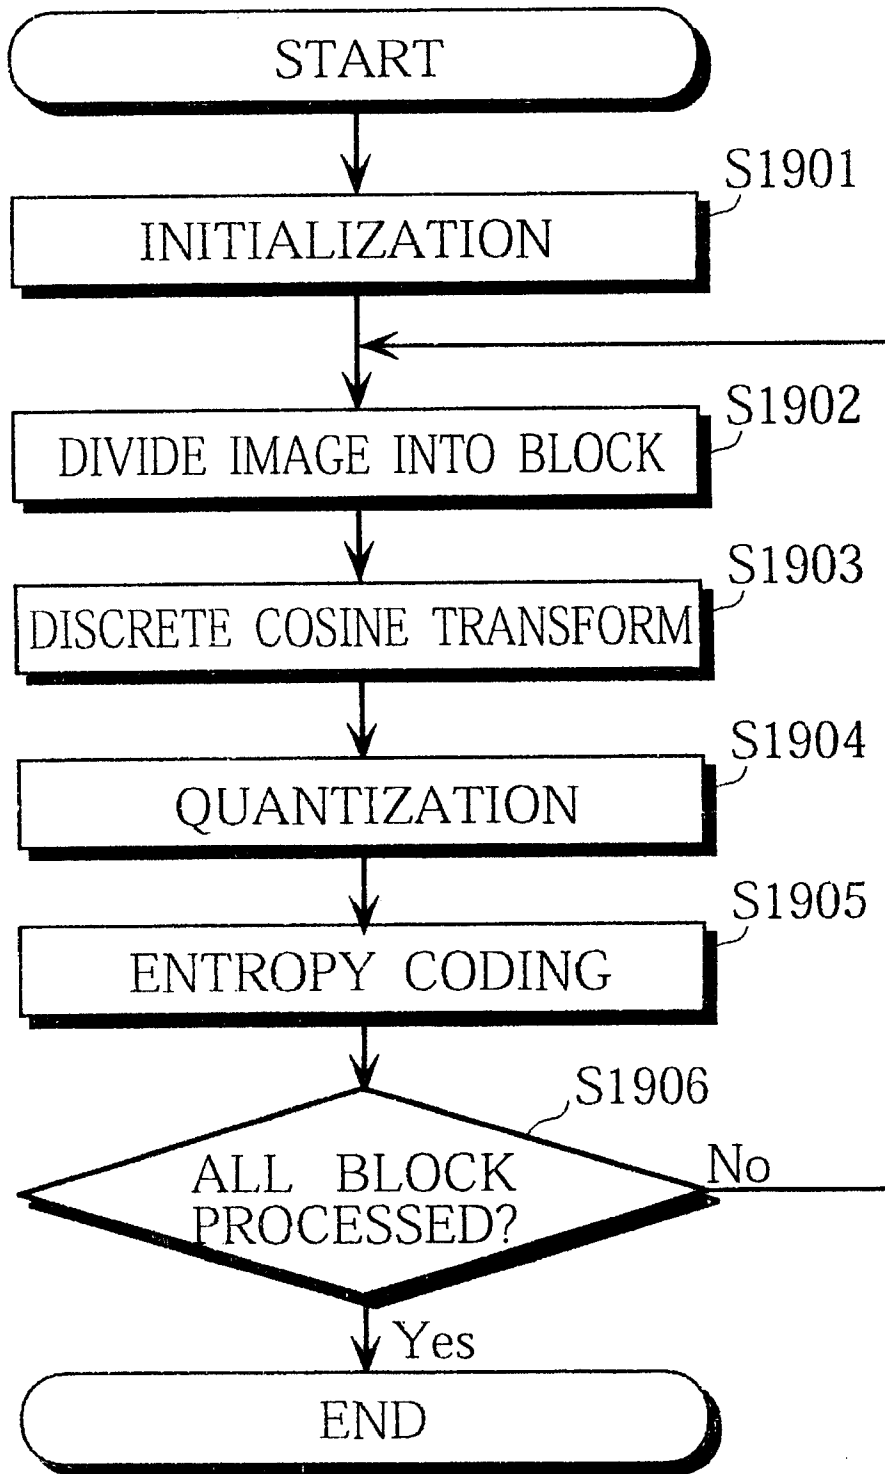 START
S1901
INITIALIZATION
S1902
DIVIDE IMAGE INTO BLOCK
S1903
DISCRETE COSINE TRANSFORM
S1904
QUANTIZATION
S1905
ENTROPY CODING
S1906
ALL BLOCK
PROCESSED?
No
Yes
END